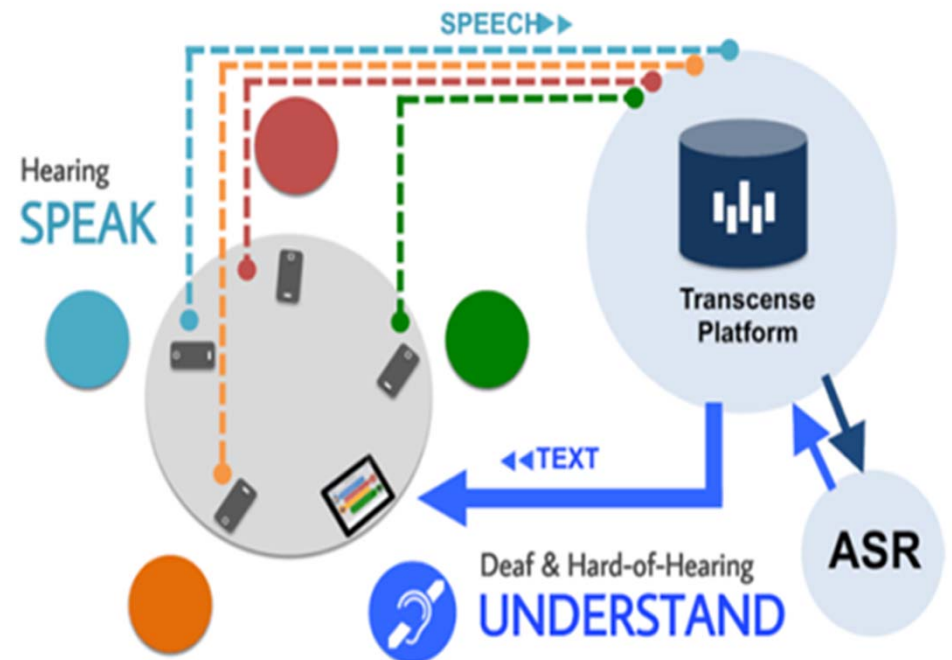 SPEECH
Hearing
SPEAK
Transcense
Platform
TEXT
ASR
Deaf & Hard-of-Hearing
UNDERSTAND